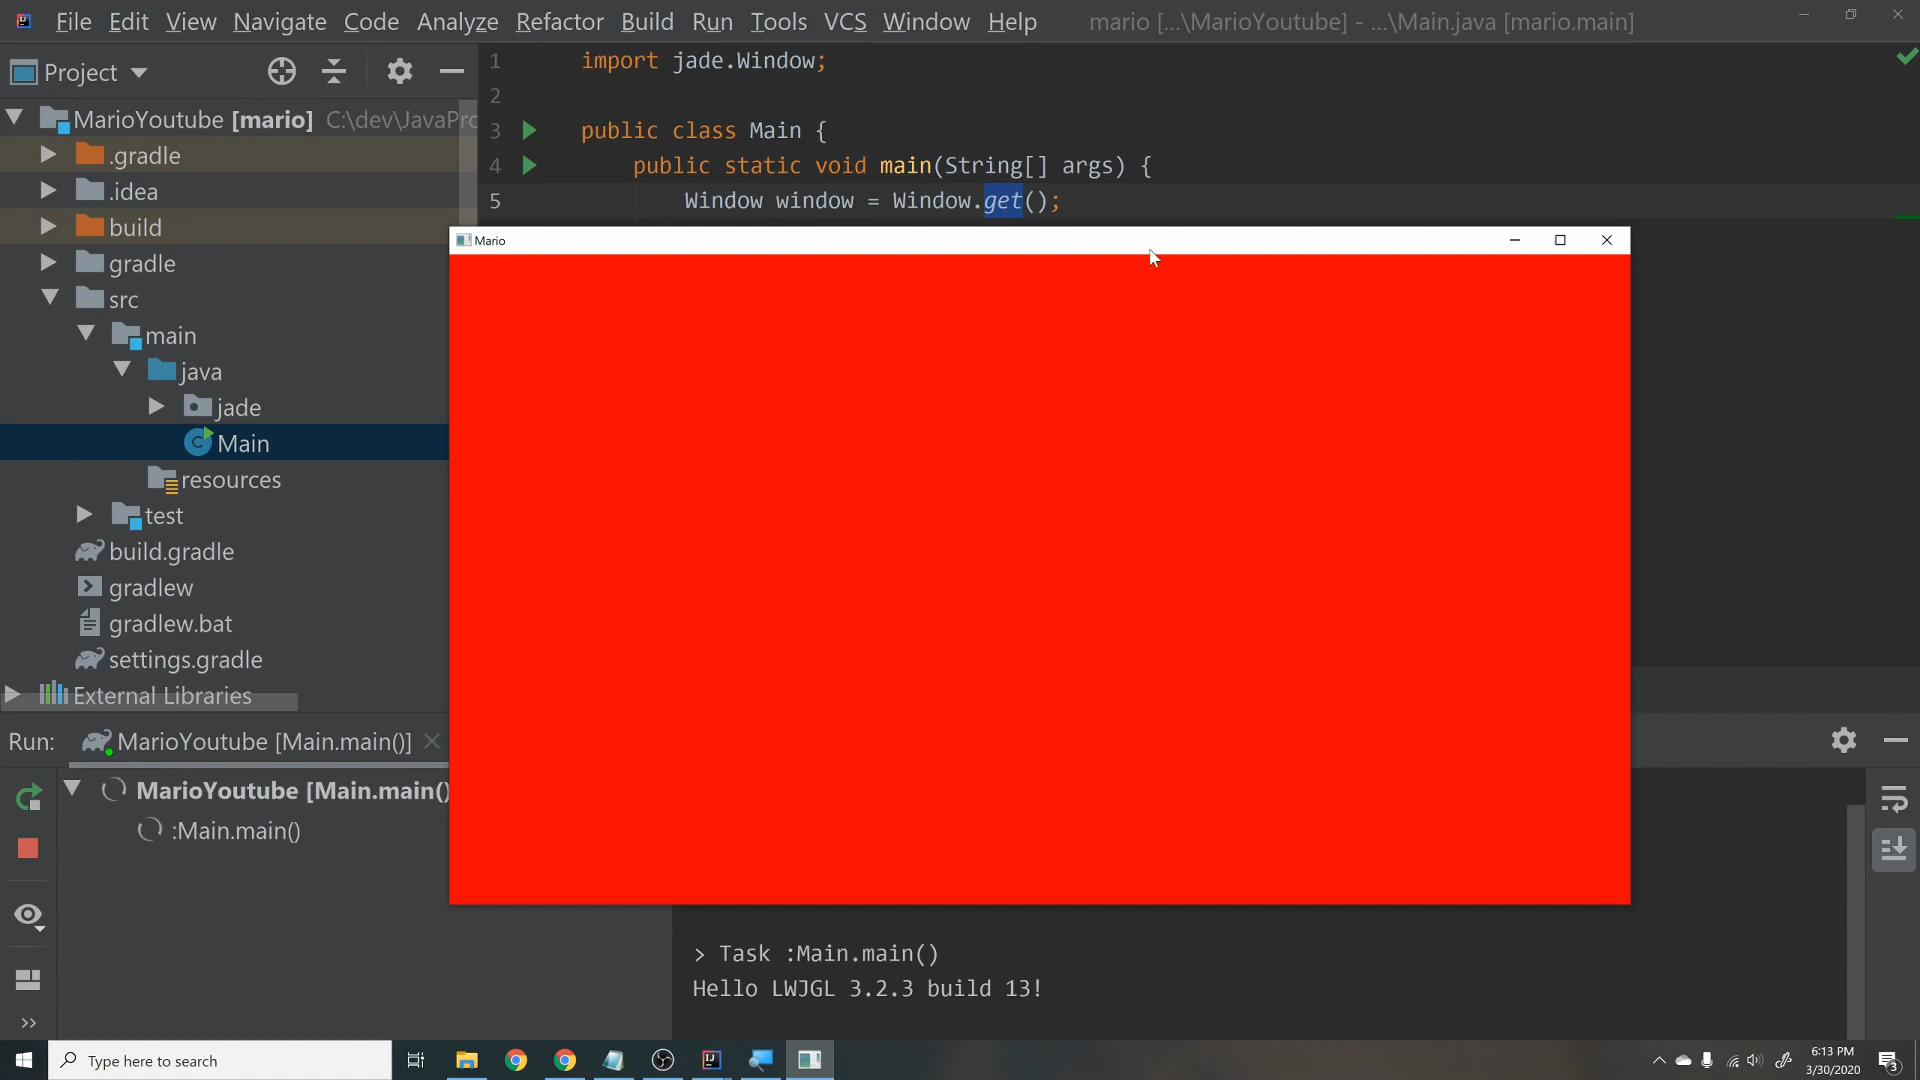 File Edit View Navigate Code Analyze Refactor Build Run Tools VCS Window Help mario [...\MarioYoutube] - ...\Main.java [mario.main]
Project
MarioYoutube [mario] C:\dev\JavaPro
.gradle
.idea
build
gradle
src
main
java
jade
Main
resources
test
build.gradle
gradlew
gradlew.bat
settings.gradle
External Libraries
1 import jade.Window;
2
3 public class Main {
4 public static void main(String[] args) {
5 Window window = Window.get();
Mario
Run: MarioYoutube [Main.main()]
MarioYoutube [Main.main()
:Main.main()
> Task :Main.main()
Hello LWJGL 3.2.3 build 13!
Type here to search
6:13 PM
3/30/2020
3